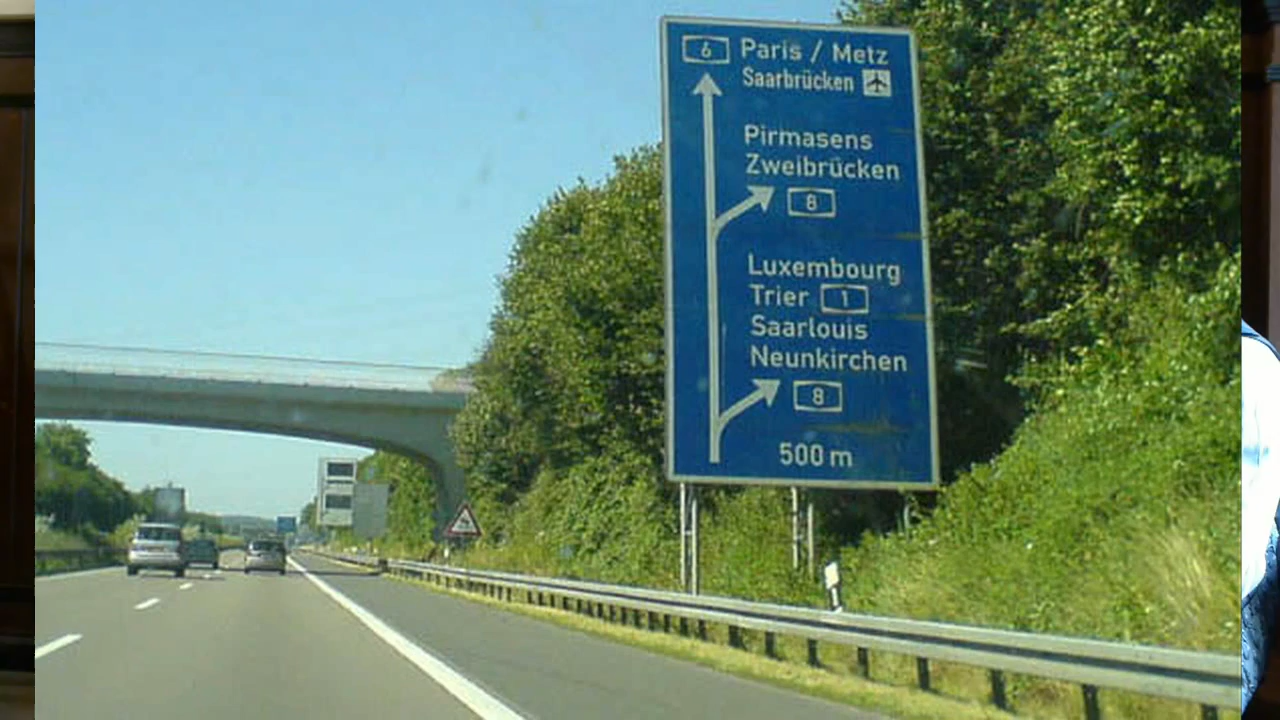 6 Paris / Metz
Saarbrücken
Pirmasens
Zweibrücken
8
Luxembourg
Trier 1
Saarlouis
Neunkirchen
8
500 m